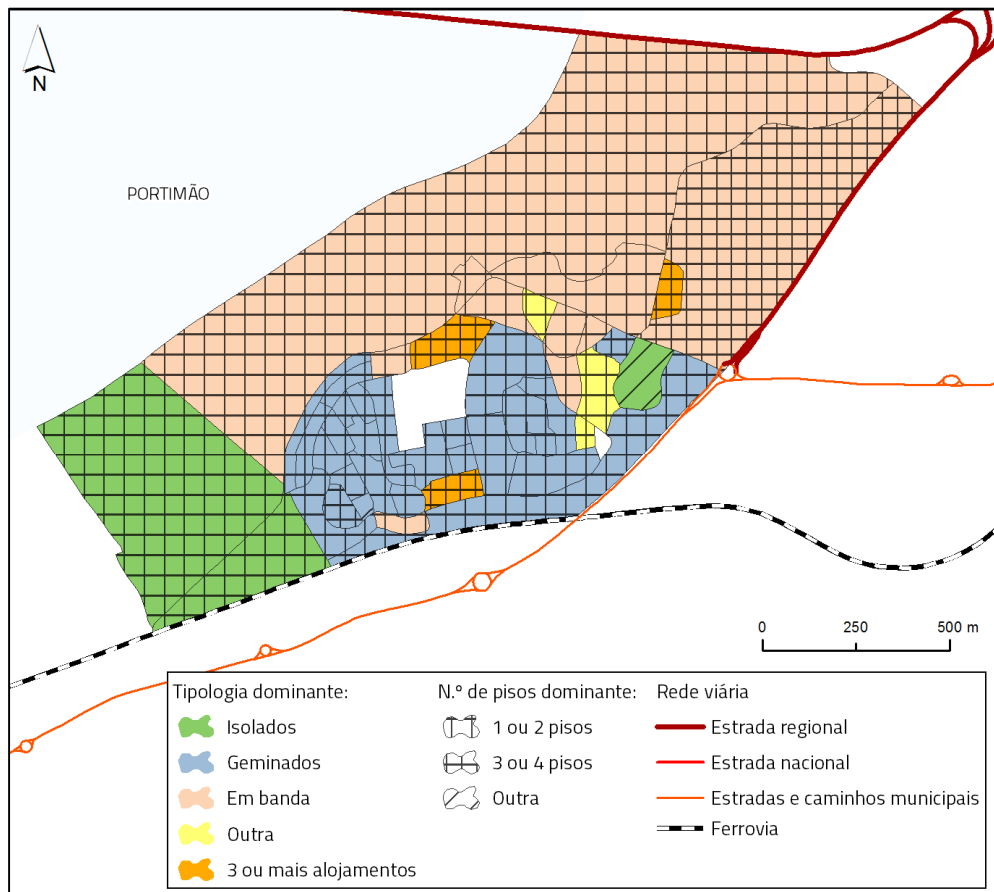 N
PORTIMÃO
0 250 500 m
Tipologia dominante:
Isolados
Geminados
Em banda
Outra
3 ou mais alojamentos
N.º de pisos dominante:
1 ou 2 pisos
3 ou 4 pisos
Outra
Rede viária
Estrada regional
Estrada nacional
Estradas e caminhos municipais
Ferrovia